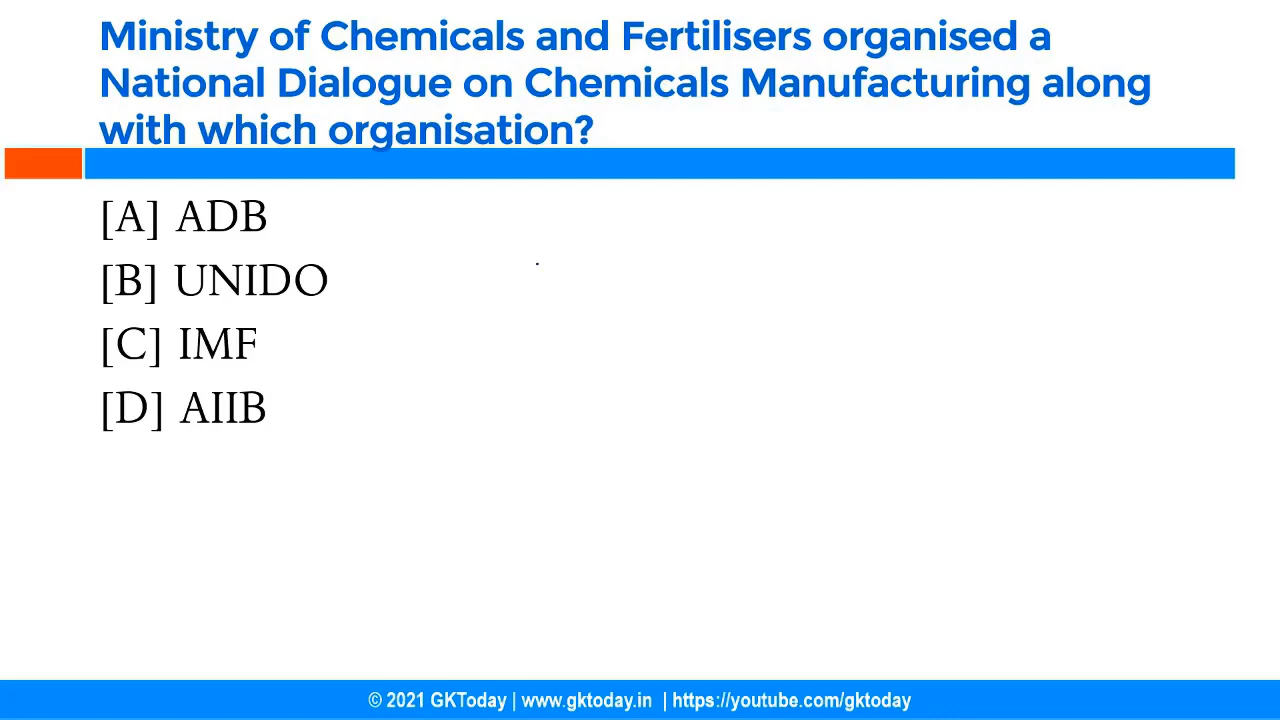 Ministry of Chemicals and Fertilisers organised a
National Dialogue on Chemicals Manufacturing along
with which organisation?
[A] ADB
[B] UNIDO
[C] IMF
[D] AIIB
© 2021 GKToday | www.gktoday.in | https://youtube.com/gktoday